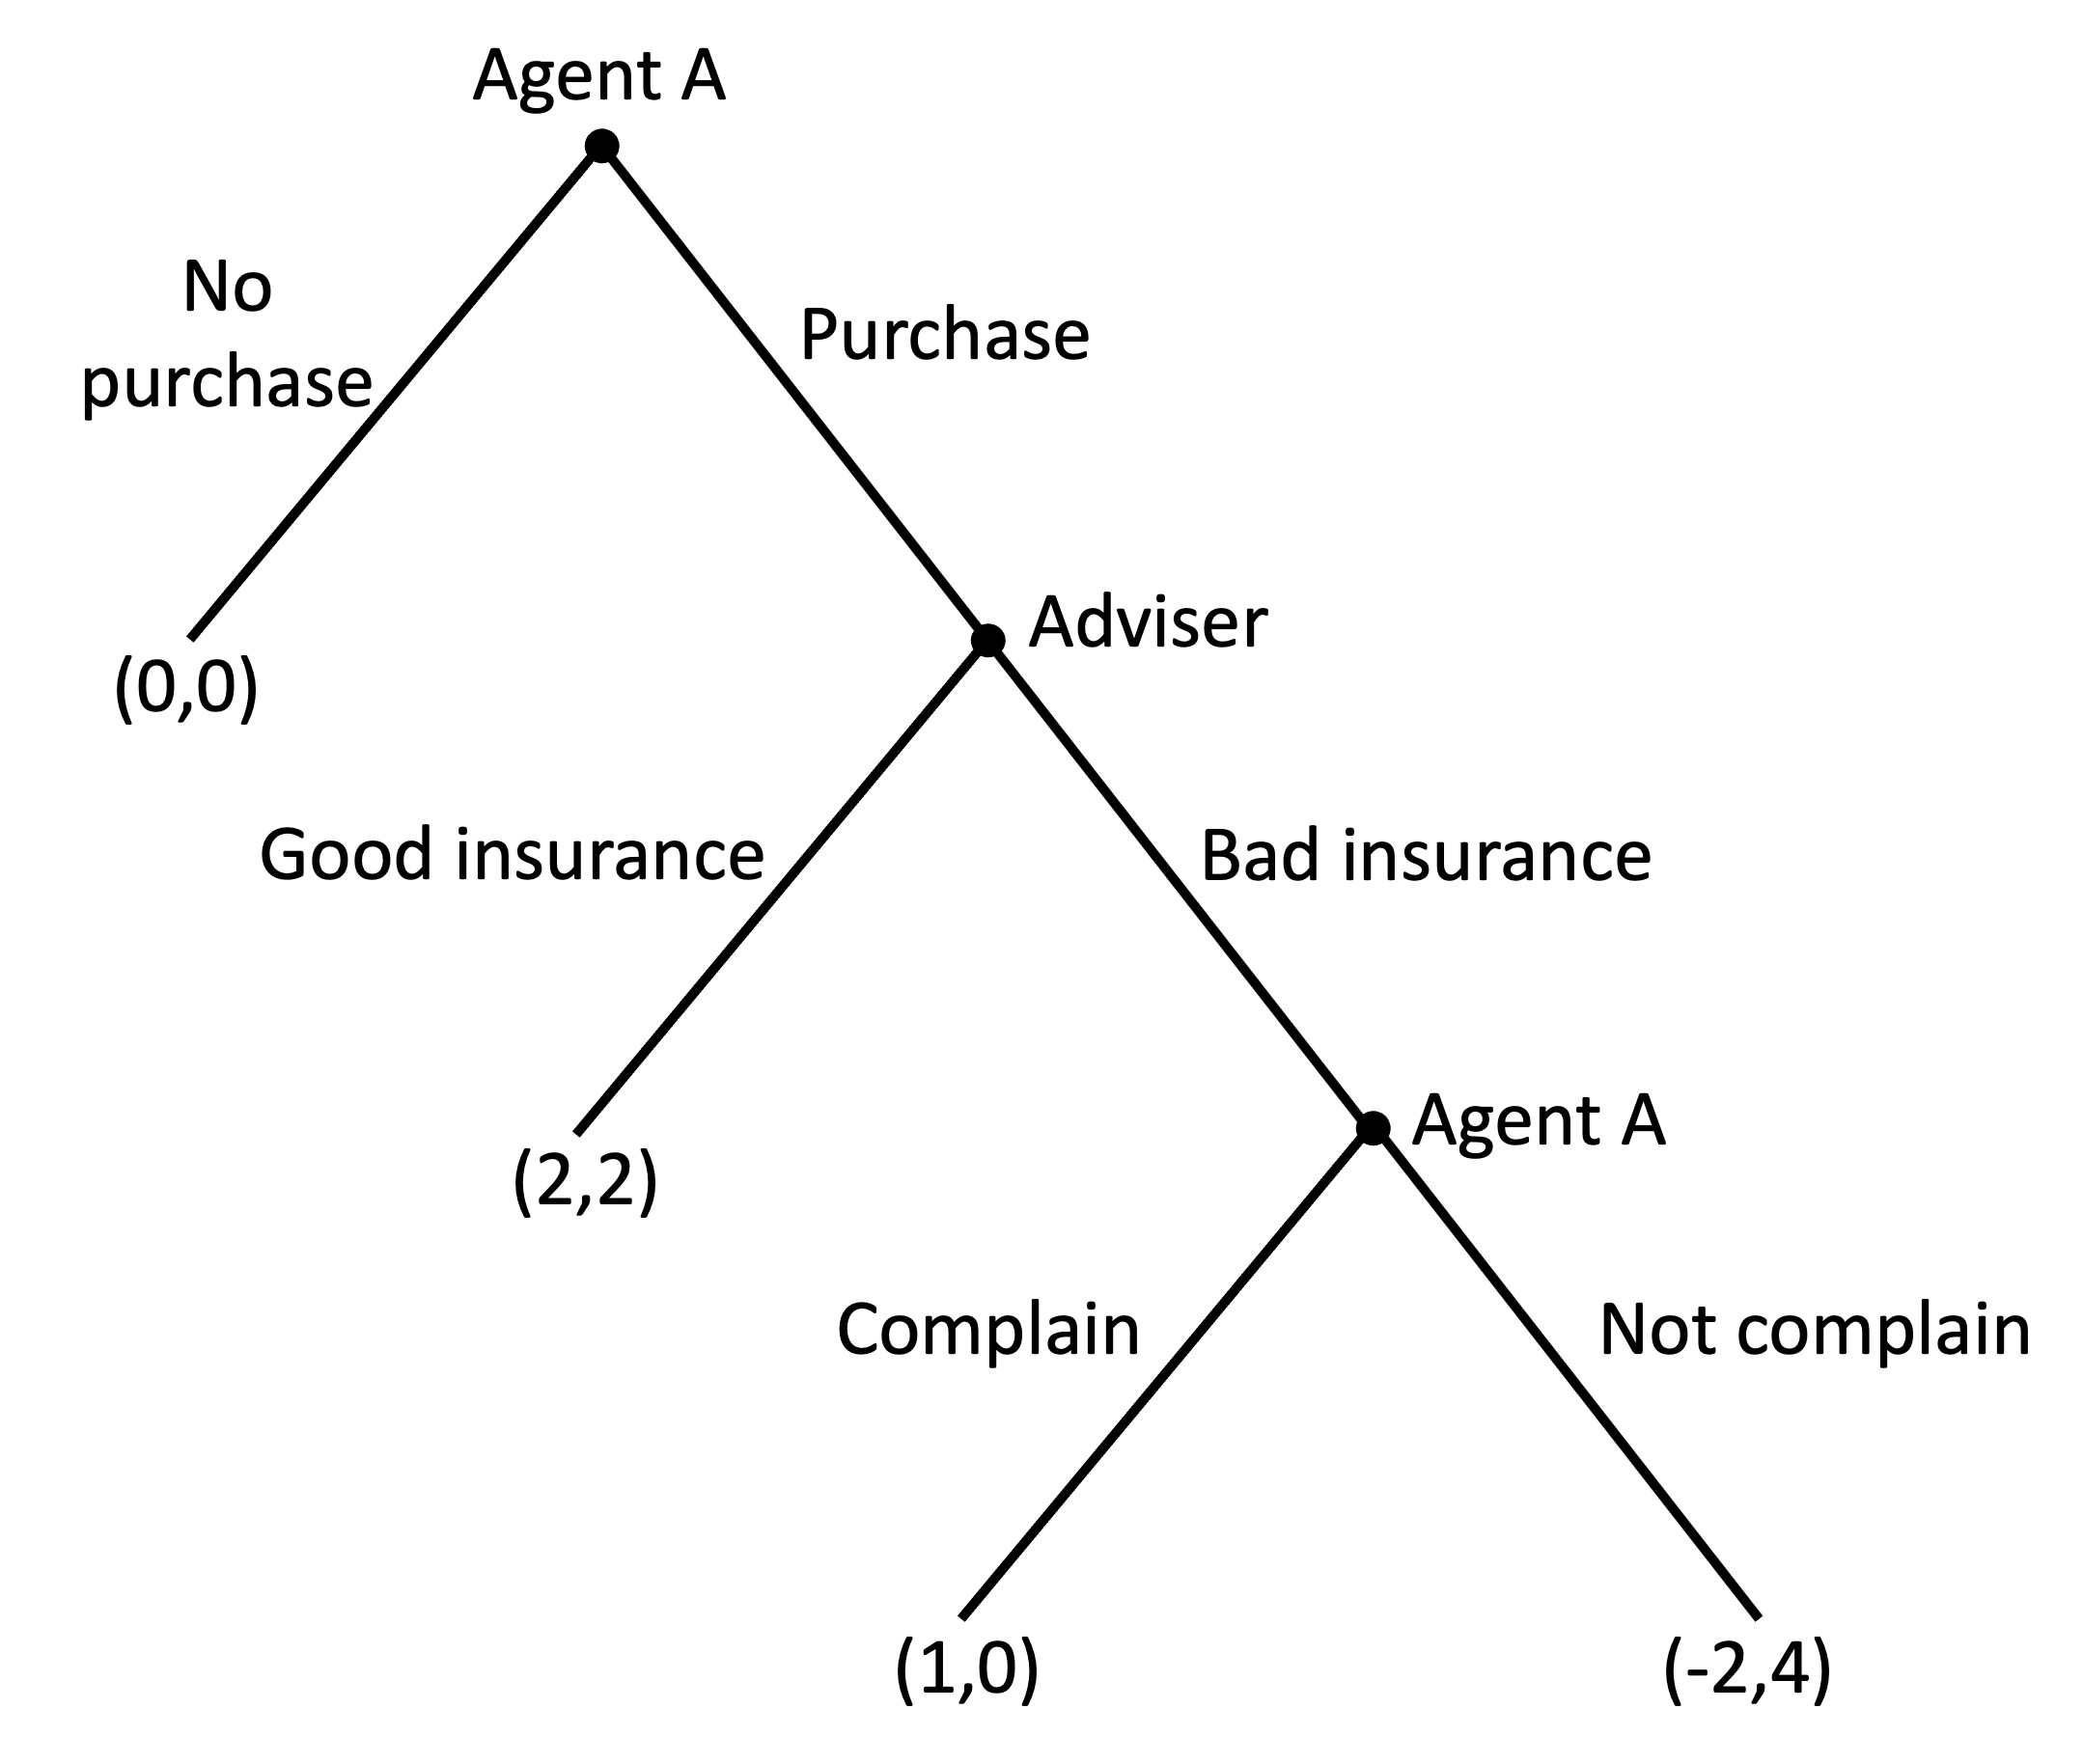 Agent A
No
purchase
Purchase
Adviser
(0,0)
Good insurance
Bad insurance
Agent A
(2,2)
Complain
Not complain
(1,0)
(-2,4)